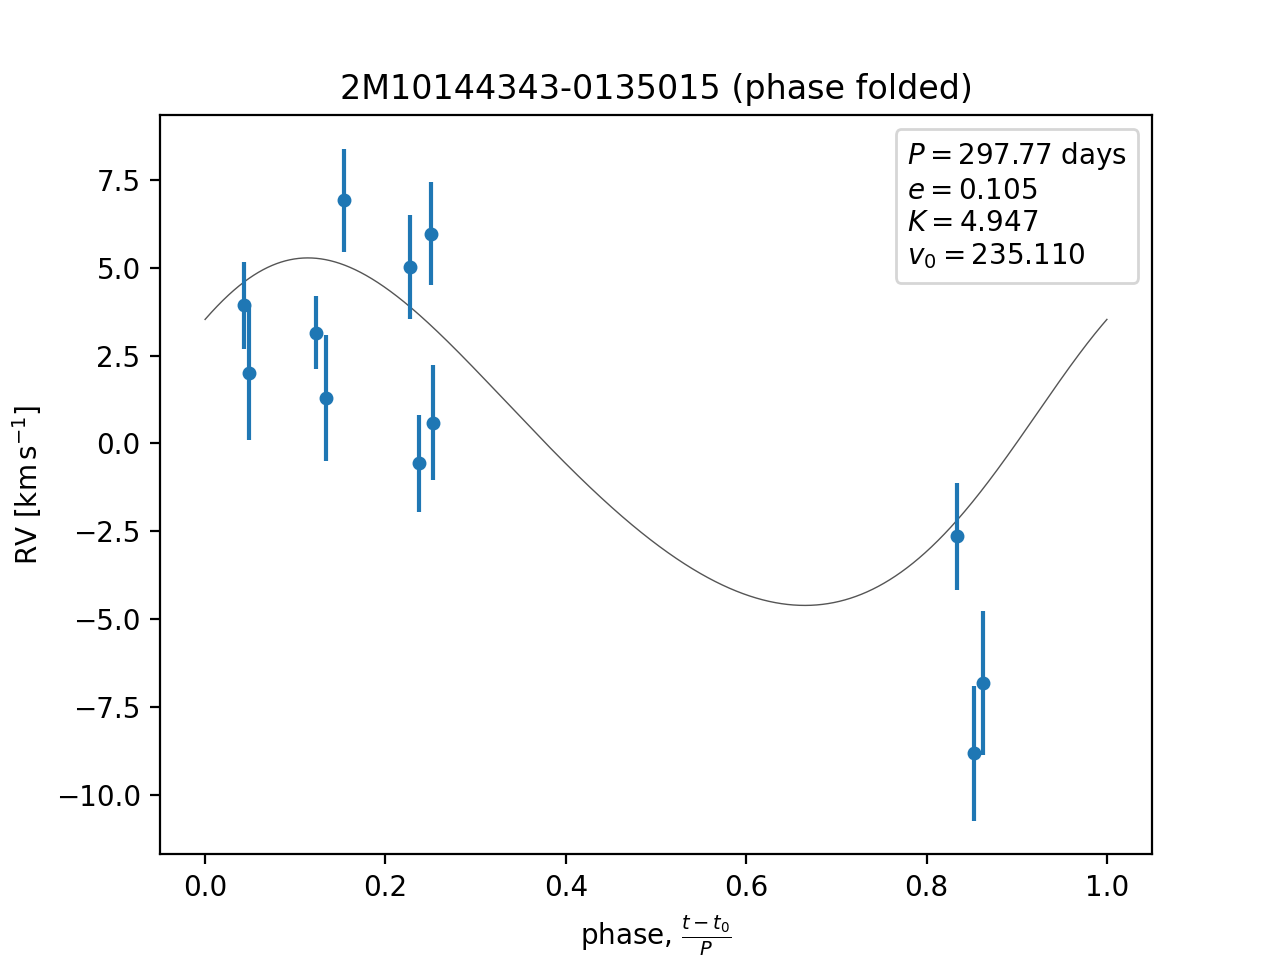 2M10144343-0135015 (phase folded)
P = 297.77 days
e = 0.105
K = 4.947
v₀ = 235.110
RV [km s⁻¹]
7.5
5.0
2.5
0.0
−2.5
−5.0
−7.5
−10.0
0.0 0.2 0.4 0.6 0.8 1.0
phase, (t − t₀)/P